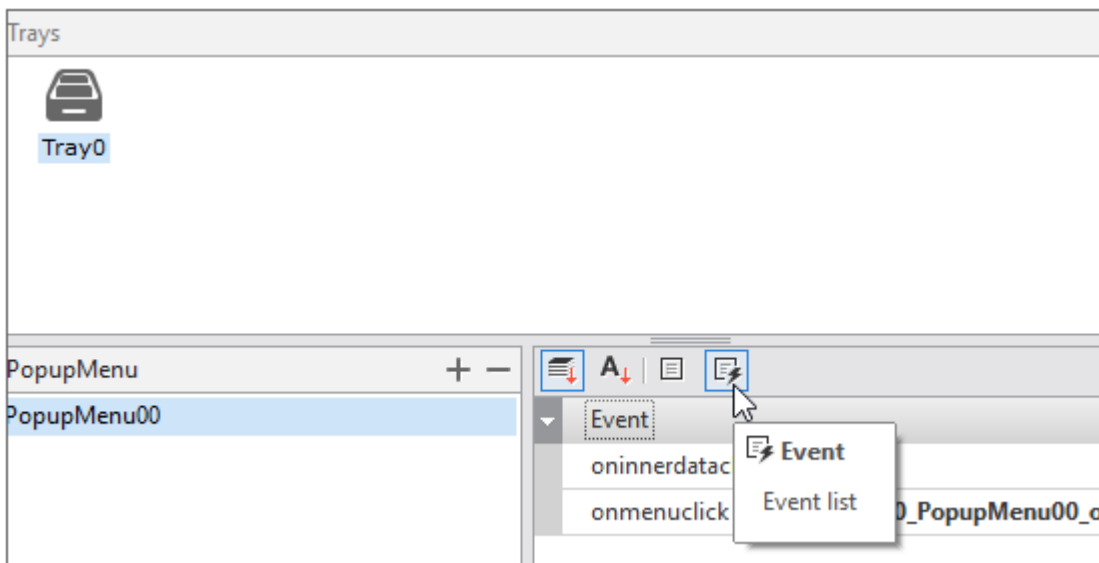 Trays
Tray0
PopupMenu
PopupMenu00
A
Event
Event
oninnerdatac
Event list
onmenuclick
0_PopupMenu00_o